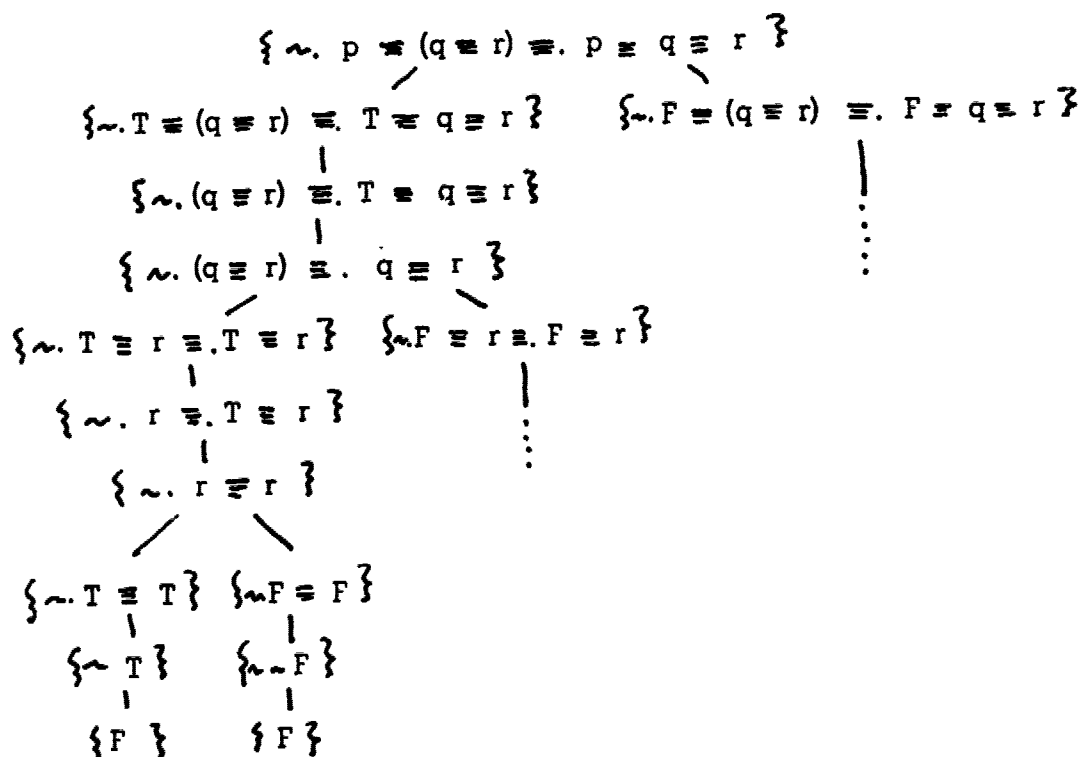 { ~. p ≡ (q ≡ r) ≡. p ≡ q ≡ r }
{~. T ≡ (q ≡ r) ≡. T ≡ q ≡ r } {~. F ≡ (q ≡ r) ≡. F ≡ q ≡ r }
{~. (q ≡ r) ≡. T ≡ q ≡ r }
{ ~. (q ≡ r) ≡. q ≡ r }
{~. T ≡ r ≡. T ≡ r } {~. F ≡ r ≡. F ≡ r }
{ ~. r ≡. T ≡ r }
{ ~. r ≡ r }
{~. T ≡ T} {~F ≡ F }
{~ T } {~~F }
{F } { F }